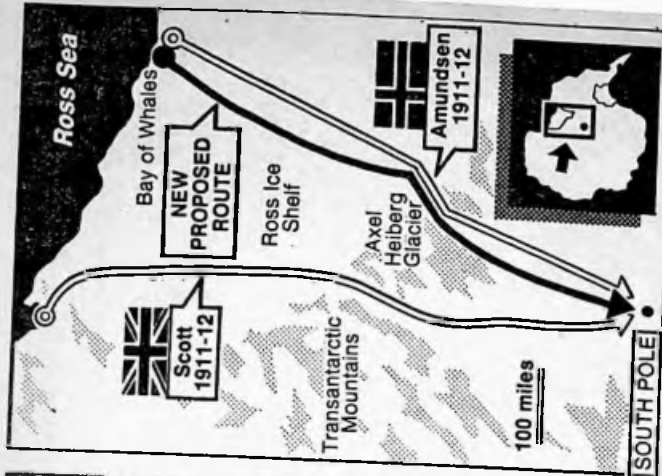 Ross Sea
Bay of Whales
NEW
PROPOSED
ROUTE
Amundsen
1911-12
Scott
1911-12
Ross Ice
Shelf
Axel
Heiberg
Glacier
Transantarctic
Mountains
100 miles
SOUTH POLE